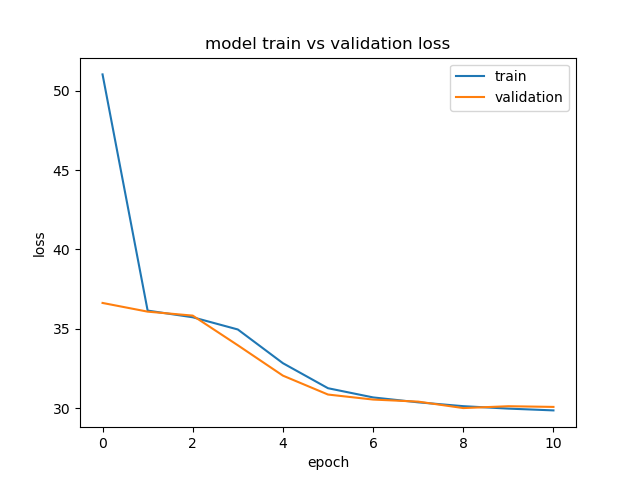 model train vs validation loss
train
validation
50
45
40
35
30
loss
0 2 4 6 8 10
epoch